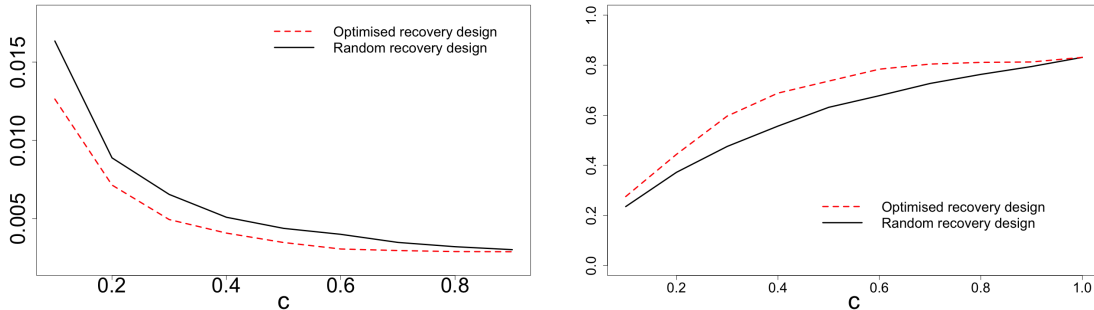 Optimised recovery design
Random recovery design
0.015
0.010
0.005
0.2 0.4 0.6 0.8
c
1.0
0.8
0.6
0.4
0.2
0.0
Optimised recovery design
Random recovery design
0.2 0.4 0.6 0.8 1.0
c